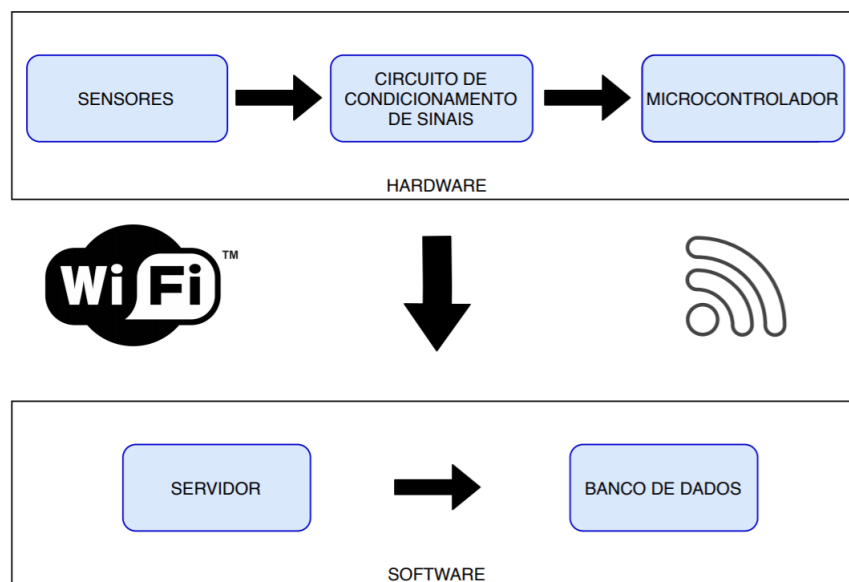 SENSORES
CIRCUITO DE
CONDICIONAMENTO
DE SINAIS
MICROCONTROLADOR
HARDWARE
Wi Fi ™
SERVIDOR
BANCO DE DADOS
SOFTWARE